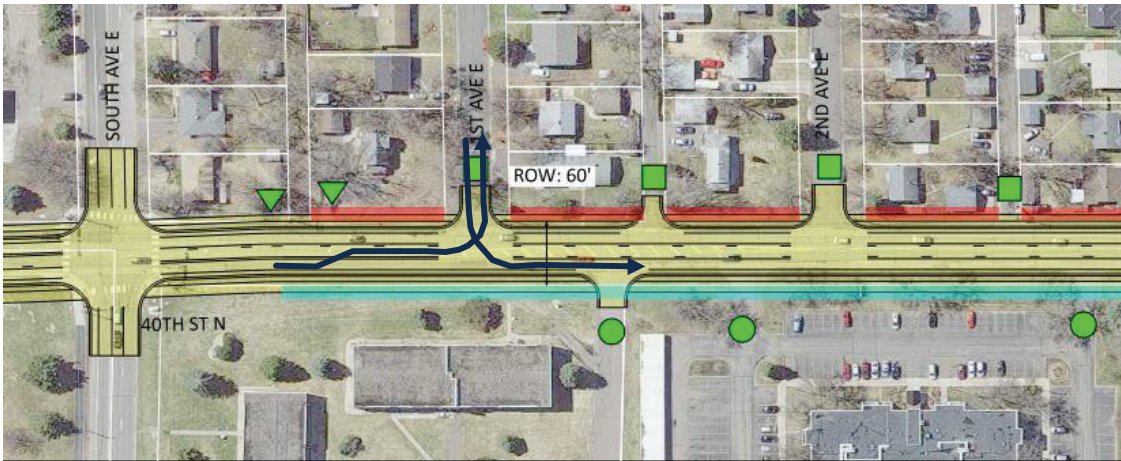 SOUTH AVE E
1ST AVE E
2ND AVE E
ROW: 60'
40TH ST N